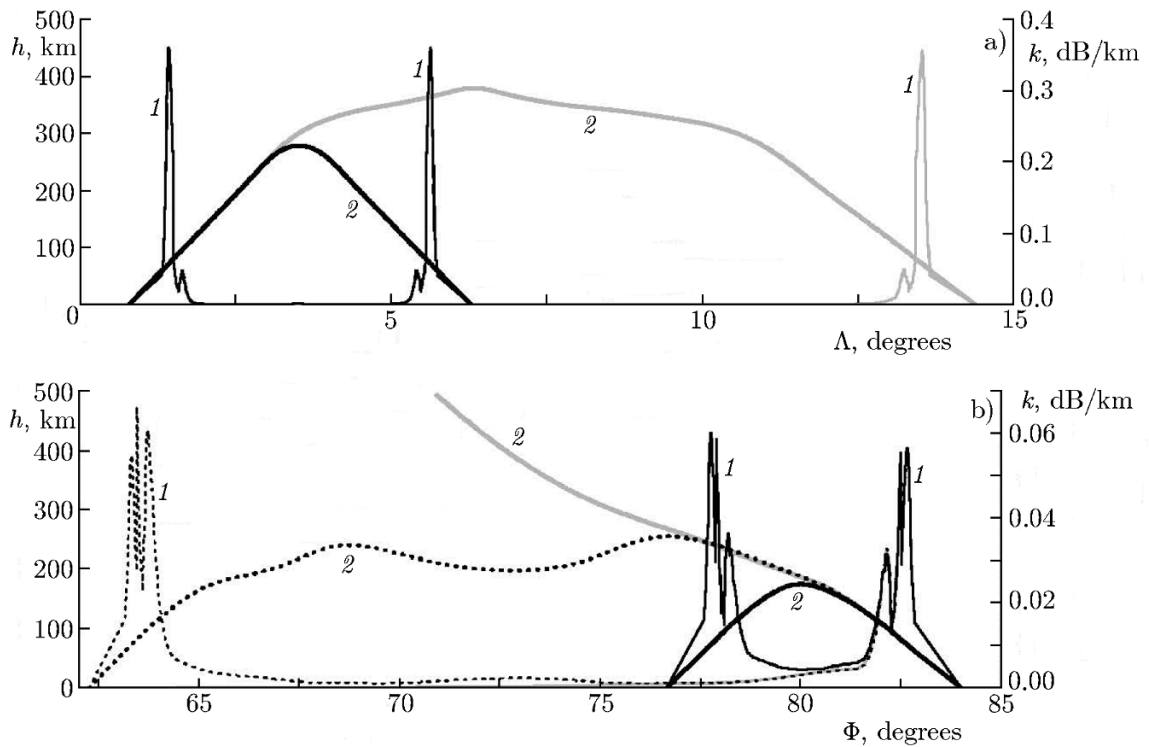 500 0.4
h, km a) k, dB/km
400
1 1 1 0.3
300 2
0.2
200 2
100 0.1
0.0
0 5 10 15
Λ, degrees
500
h, km b) k, dB/km
400 2 0.06
1 1
300 0.04
200 2
2 0.02
100
0 0.00
65 70 75 80 85
Φ, degrees